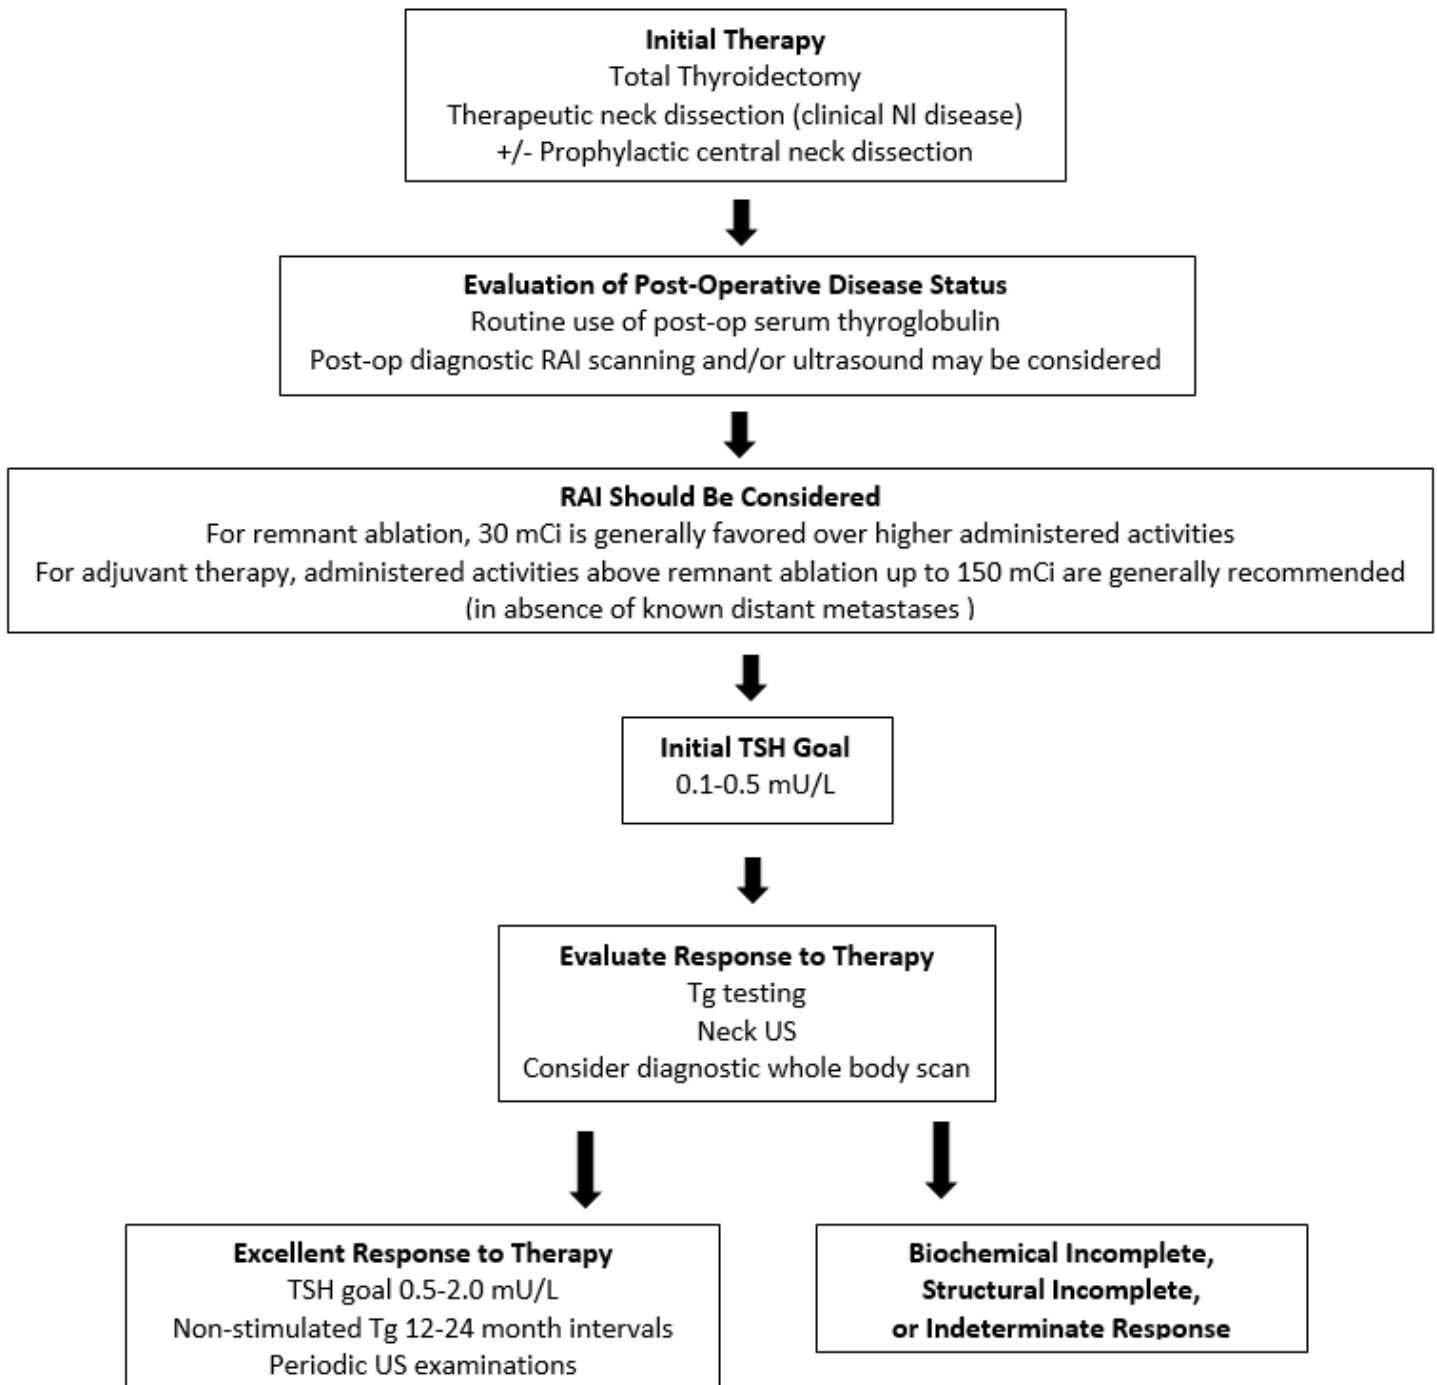 Initial Therapy
Total Thyroidectomy
Therapeutic neck dissection (clinical Nl disease)
+/- Prophylactic central neck dissection
Evaluation of Post-Operative Disease Status
Routine use of post-op serum thyroglobulin
Post-op diagnostic RAI scanning and/or ultrasound may be considered
RAI Should Be Considered
For remnant ablation, 30 mCi is generally favored over higher administered activities
For adjuvant therapy, administered activities above remnant ablation up to 150 mCi are generally recommended
(in absence of known distant metastases )
Initial TSH Goal
0.1-0.5 mU/L
Evaluate Response to Therapy
Tg testing
Neck US
Consider diagnostic whole body scan
Excellent Response to Therapy
TSH goal 0.5-2.0 mU/L
Non-stimulated Tg 12-24 month intervals
Periodic US examinations
Biochemical Incomplete,
Structural Incomplete,
or Indeterminate Response